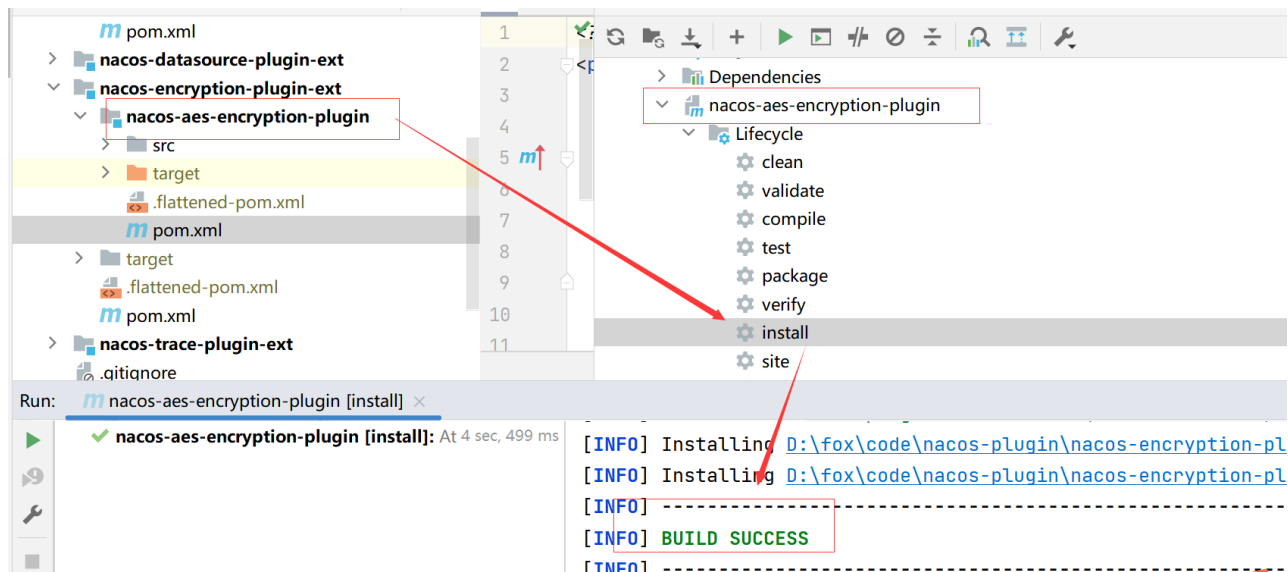 pom.xml
nacos-datasource-plugin-ext
nacos-encryption-plugin-ext
nacos-aes-encryption-plugin
src
target
.flattened-pom.xml
pom.xml
target
.flattened-pom.xml
pom.xml
nacos-trace-plugin-ext
.gitignore
1
2
3
4
5
6
7
8
9
10
11
<?
<p
Dependencies
nacos-aes-encryption-plugin
Lifecycle
clean
validate
compile
test
package
verify
install
site
Run: nacos-aes-encryption-plugin [install]
nacos-aes-encryption-plugin [install]: At 4 sec, 499 ms
[INFO] Installing D:\fox\code\nacos-plugin\nacos-encryption-pl
[INFO] Installing D:\fox\code\nacos-plugin\nacos-encryption-pl
[INFO] --------------------------------------------------------
[INFO] BUILD SUCCESS
[INFO] --------------------------------------------------------